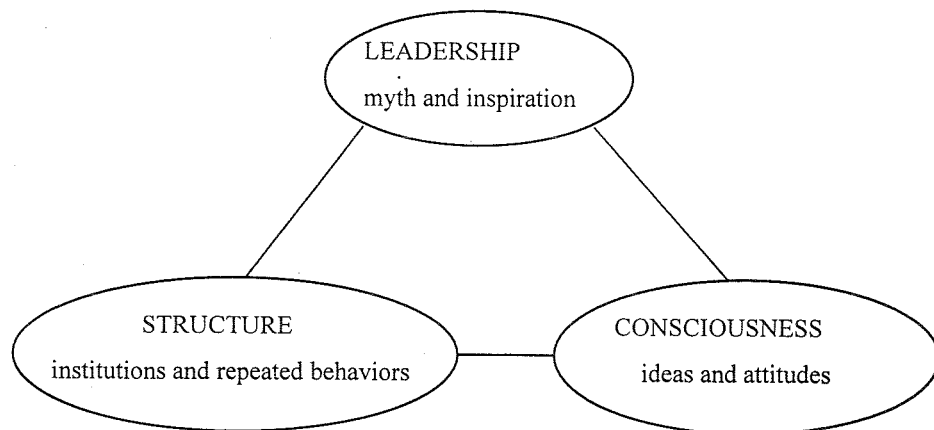 LEADERSHIP
myth and inspiration
STRUCTURE
institutions and repeated behaviors
CONSCIOUSNESS
ideas and attitudes